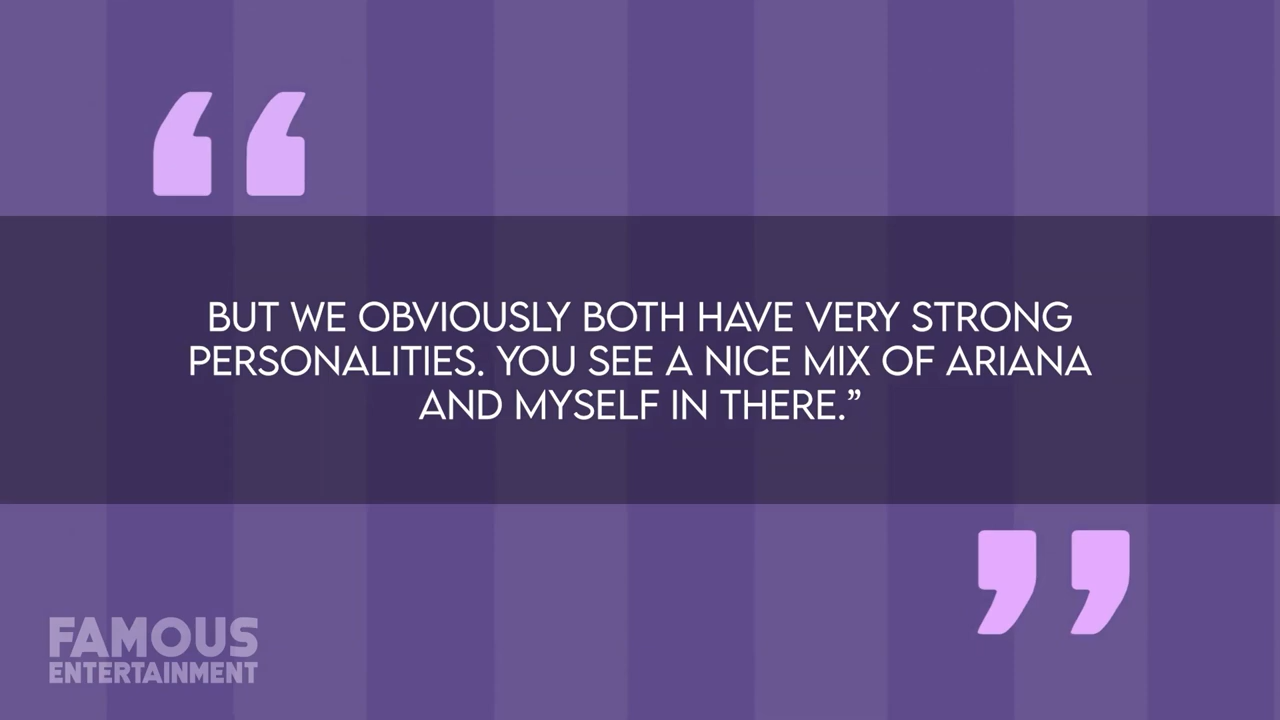 BUT WE OBVIOUSLY BOTH HAVE VERY STRONG
PERSONALITIES. YOU SEE A NICE MIX OF ARIANA
AND MYSELF IN THERE.”
FAMOUS
ENTERTAINMENT